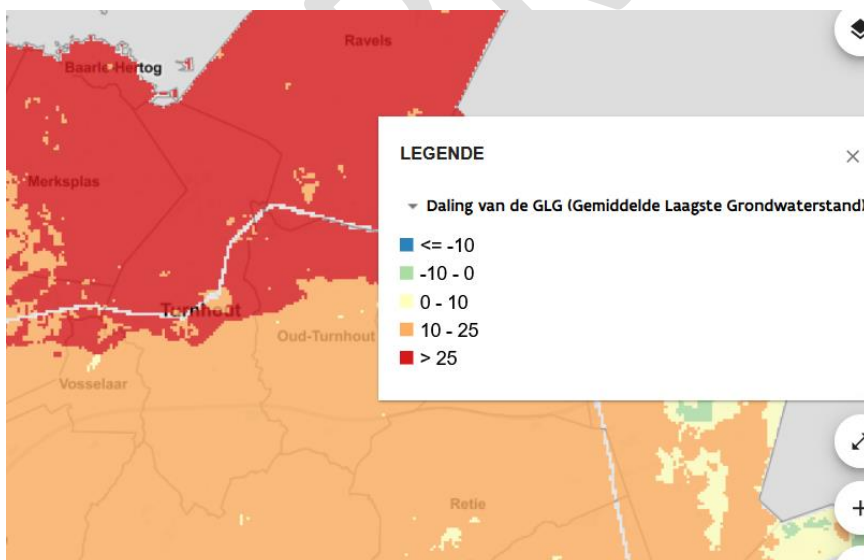 Ravels
Baarle-Hertog
LEGENDE
Merksplas
Daling van de GLG (Gemiddelde Laagste Grondwaterstand)
<= -10
-10 - 0
0 - 10
10 - 25
> 25
Turnhout
Oud-Turnhout
Vosselaar
Retie